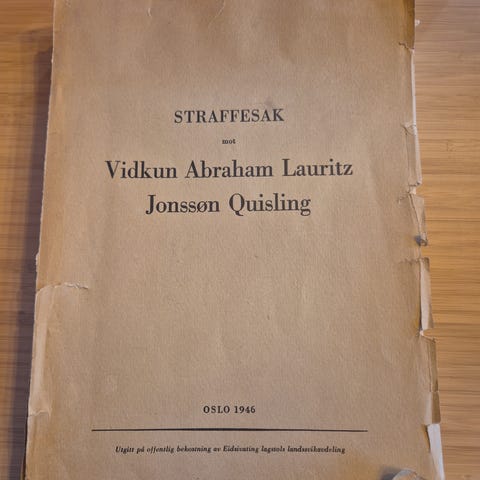 STRAFFESAK
mot
Vidkun Abraham Lauritz
Jonssøn Quisling
OSLO 1946
Utgitt på offentlig bekostning av Eidsivating lagstols landssvikavdeling